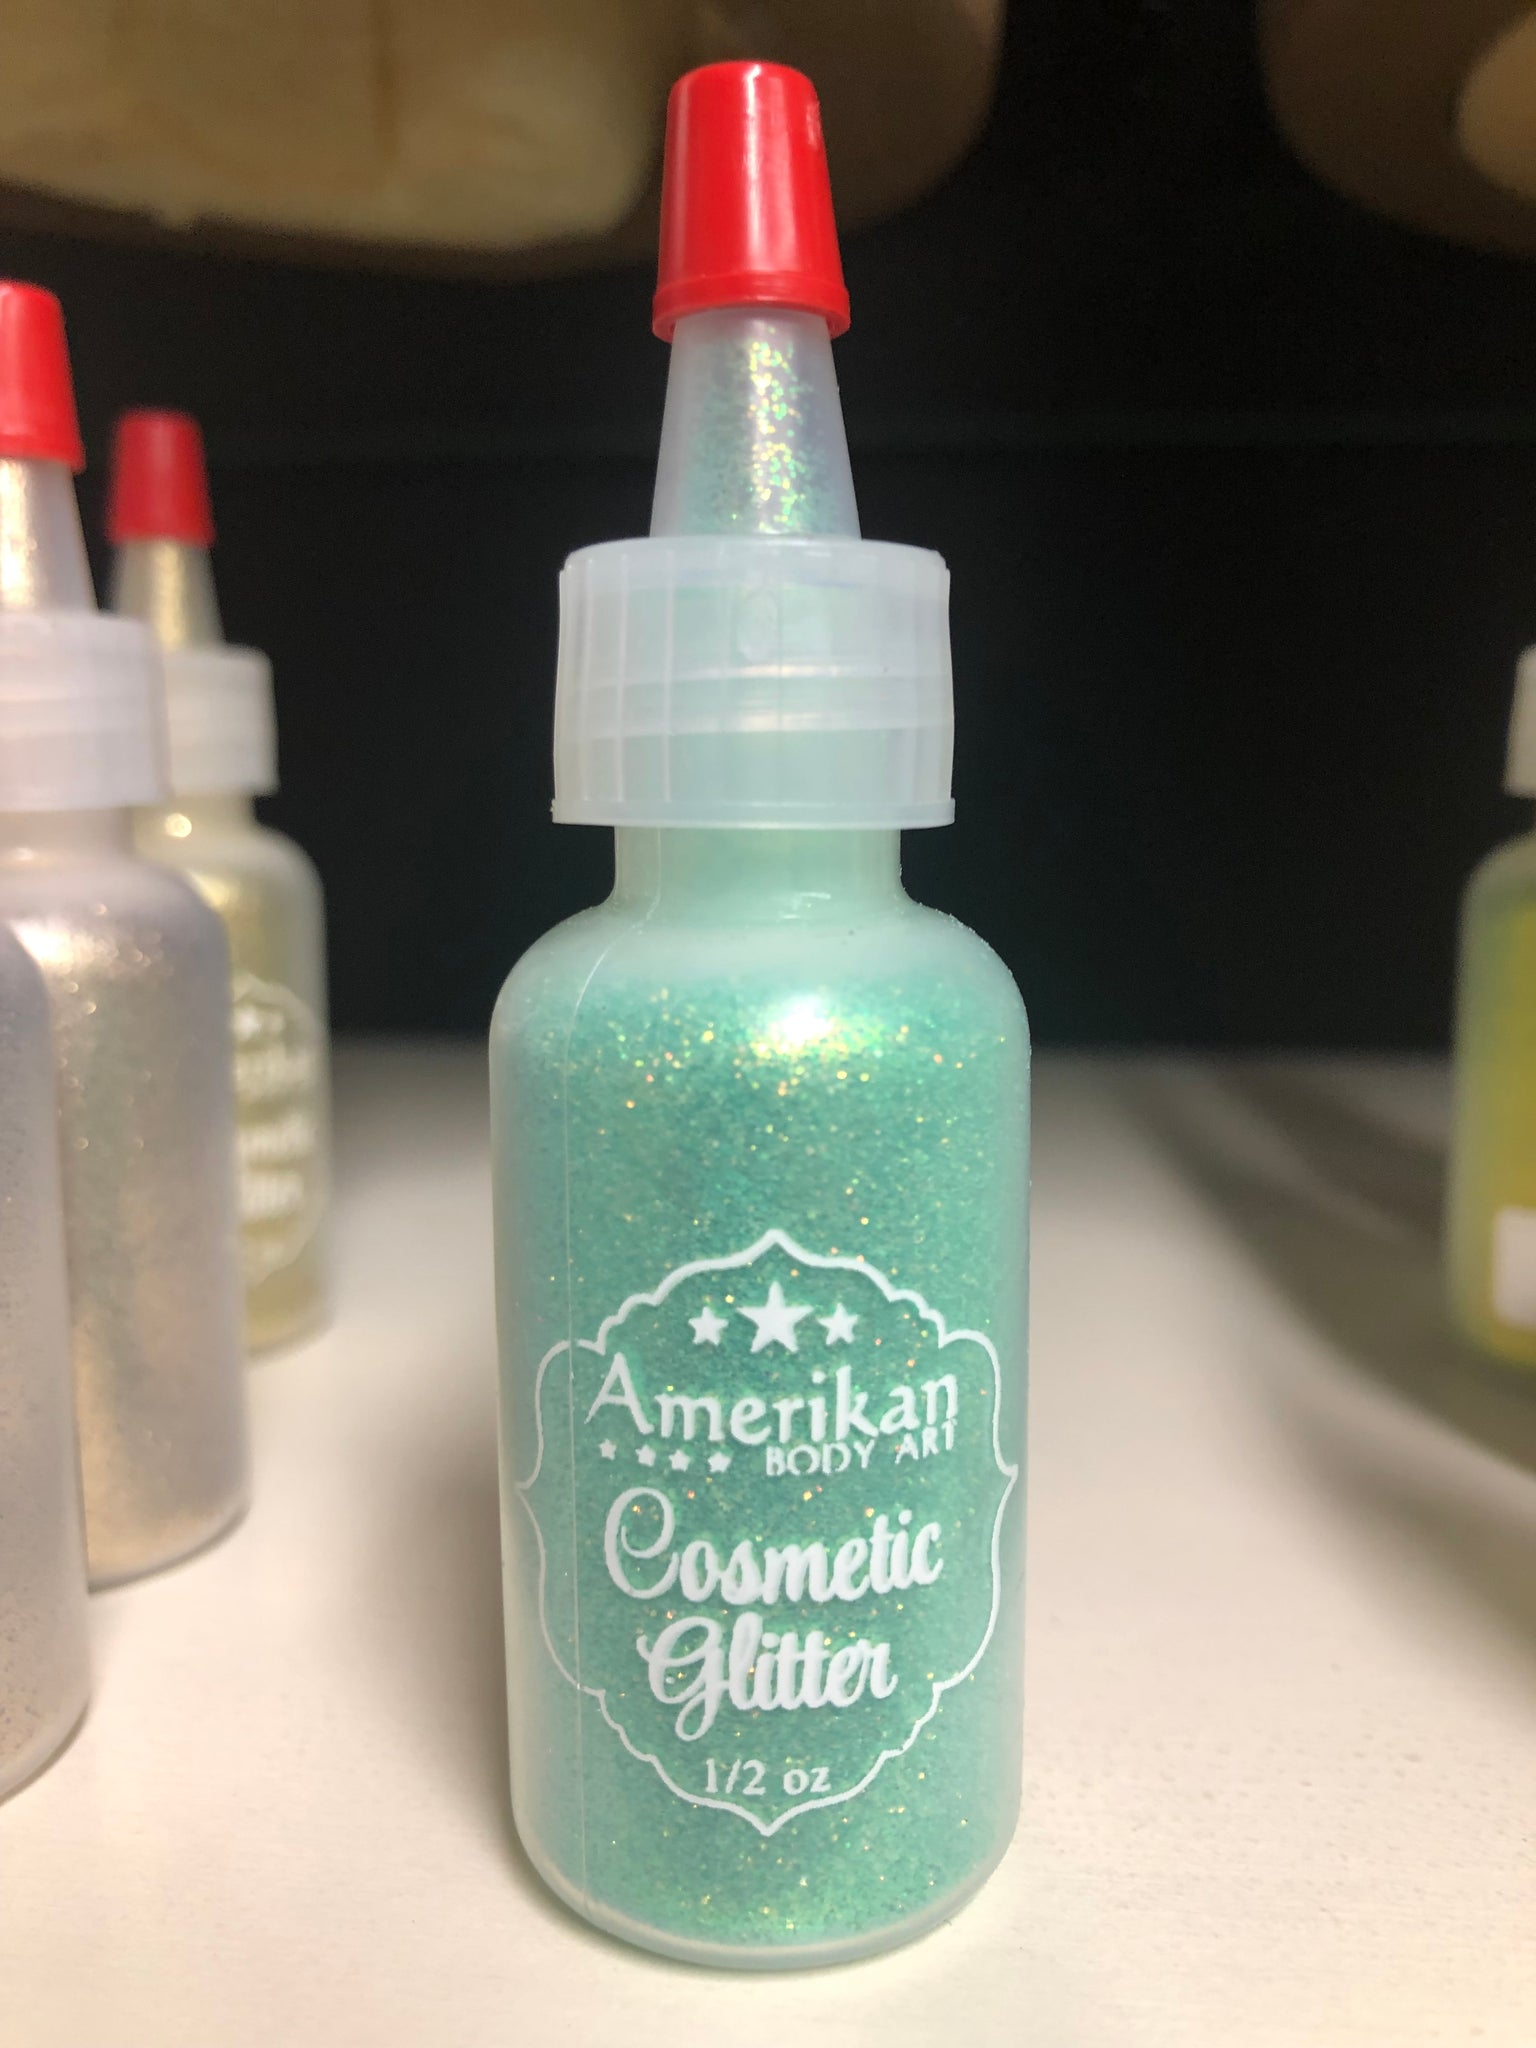 Amerikan
BODY ART
Cosmetic
Glitter
1/2 oz